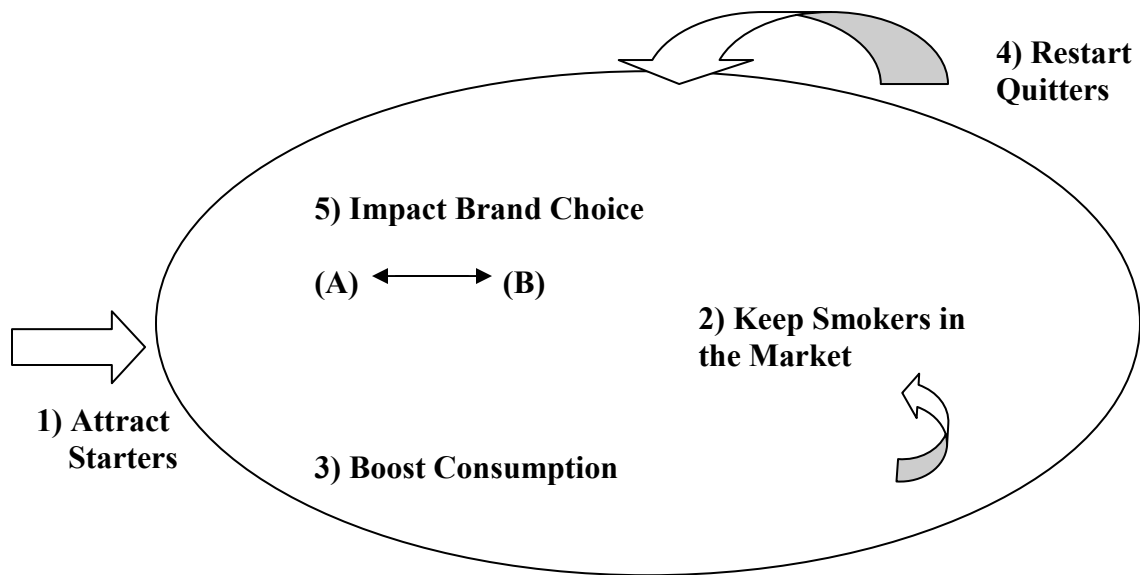 4) Restart
Quitters
5) Impact Brand Choice
(A) (B)
2) Keep Smokers in
the Market
1) Attract
Starters
3) Boost Consumption